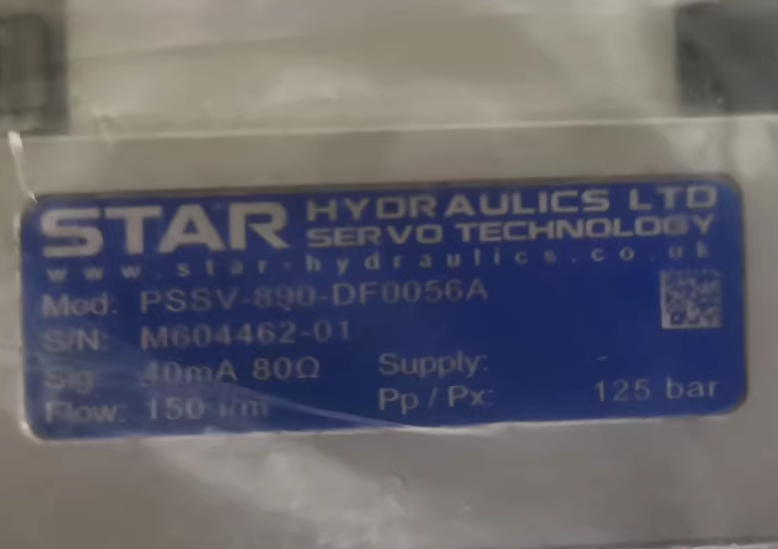 STAR HYDRAULICS LTD
SERVO TECHNOLOGY
www.star-hydraulics.co.uk
Mod: PSSV-890-DF0056A
S/N: M604462-01
Sig: 40mA 80Ω Supply: -
Flow: 150 l/m Pp / Px: 125 bar